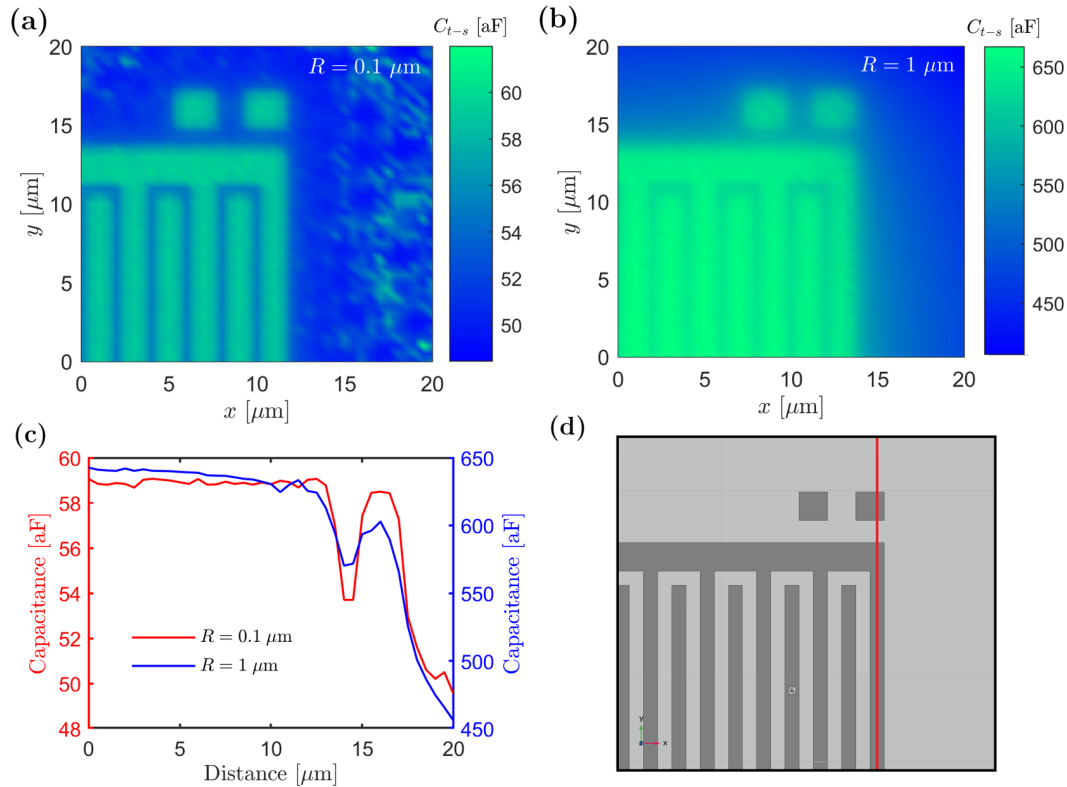 (a)
C_{t-s} [aF]
R = 0.1 μm
20
15
10
5
0
y [μm]
0 5 10 15 20
x [μm]
60
58
56
54
52
50
(b)
C_{t-s} [aF]
R = 1 μm
20
15
10
5
0
y [μm]
0 5 10 15 20
x [μm]
650
600
550
500
450
(c)
60
58
56
54
52
50
48
Capacitance [aF]
R = 0.1 μm
R = 1 μm
650
600
550
500
450
Capacitance [aF]
0 5 10 15 20
Distance [μm]
(d)
y
x